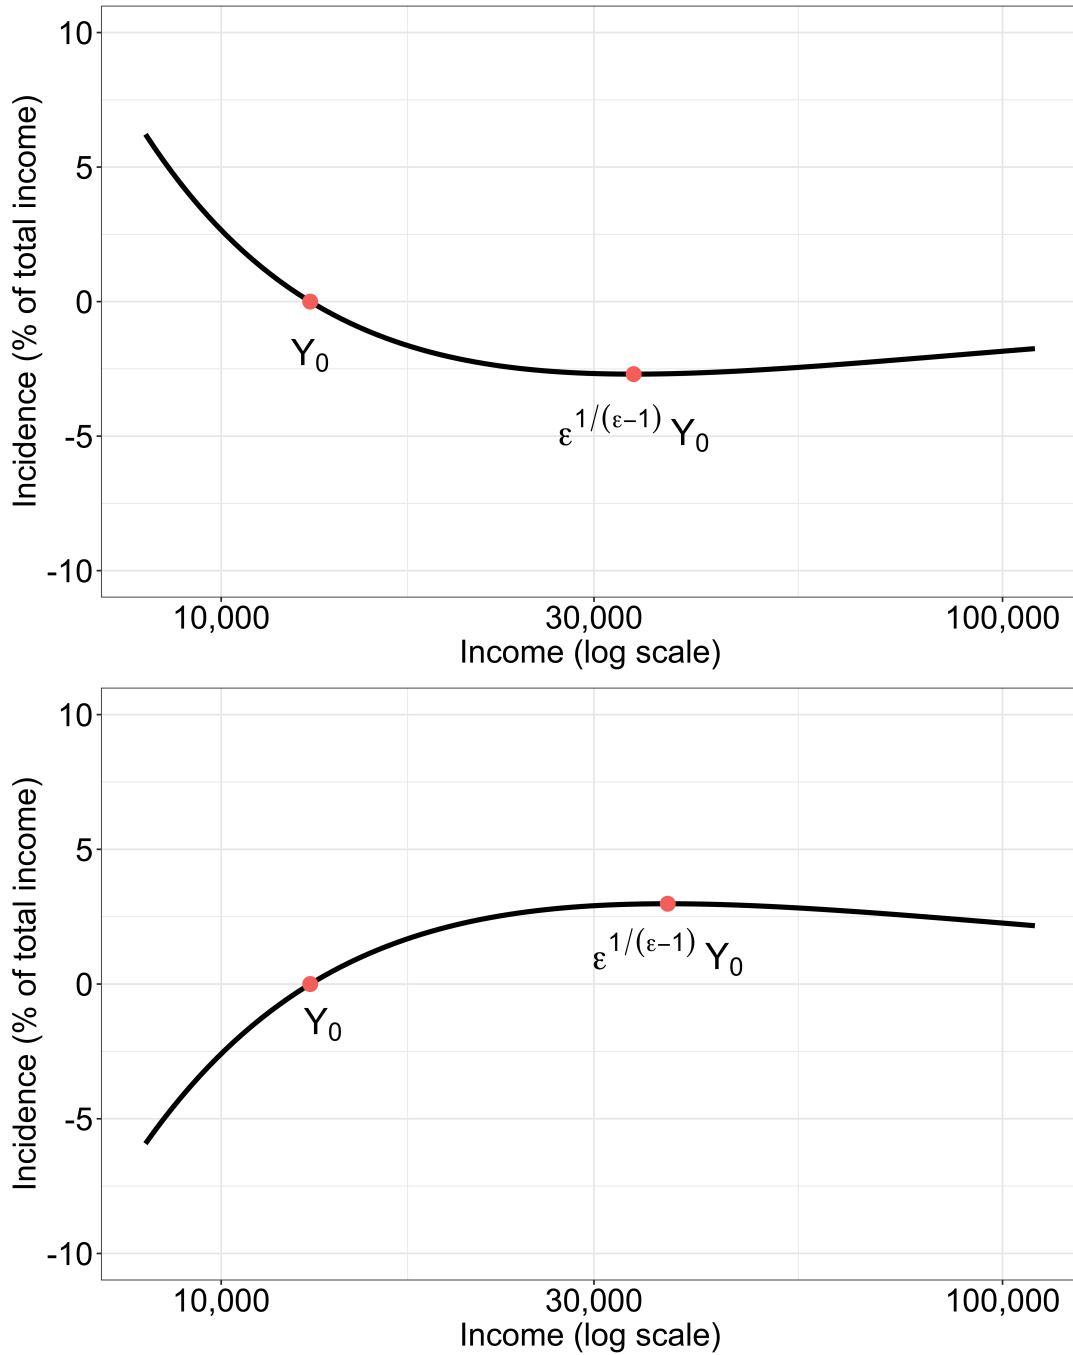 Incidence (% of total income)
10
5
0
-5
-10
Y₀
ε^1/(ε−1) Y₀
10,000 30,000 100,000
Income (log scale)
Incidence (% of total income)
10
5
0
-5
-10
ε^1/(ε−1) Y₀
Y₀
10,000 30,000 100,000
Income (log scale)